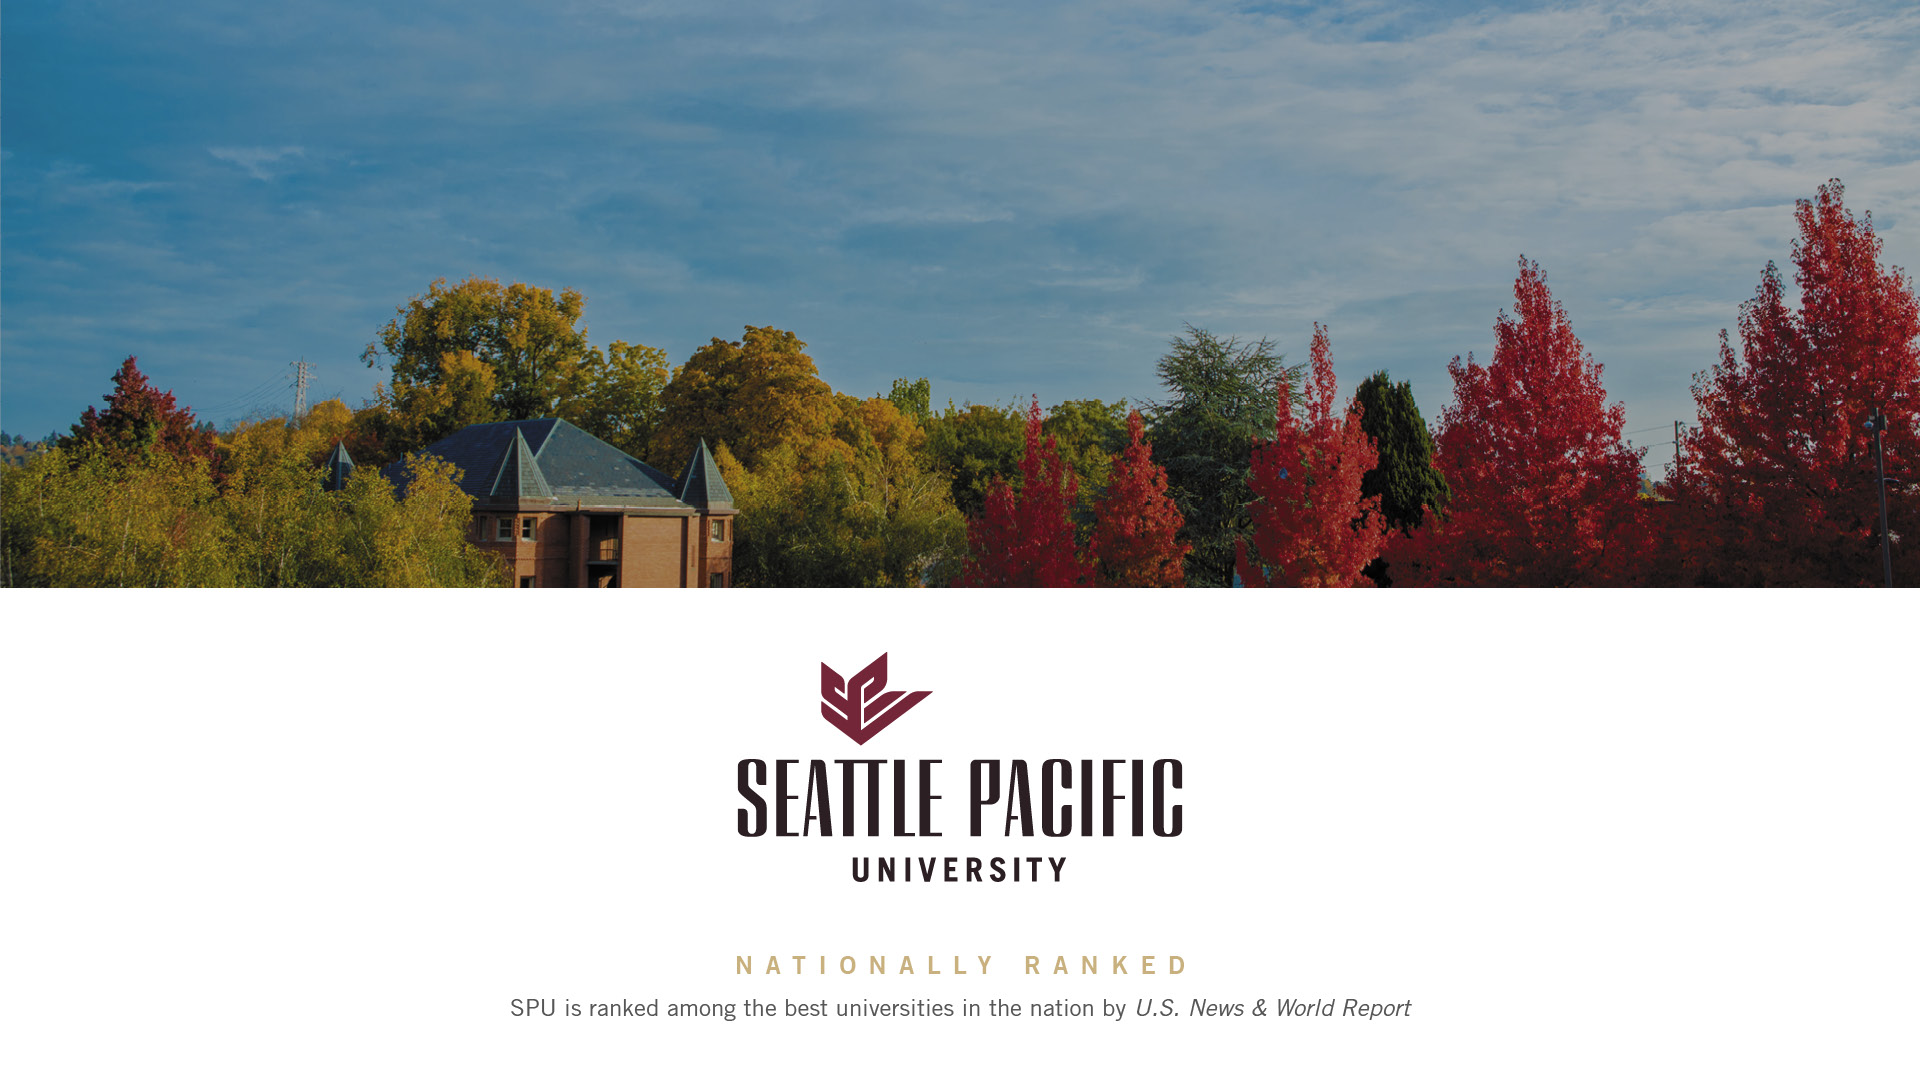 SEATTLE PACIFIC
UNIVERSITY
NATIONALLY RANKED
SPU is ranked among the best universities in the nation by U.S. News & World Report